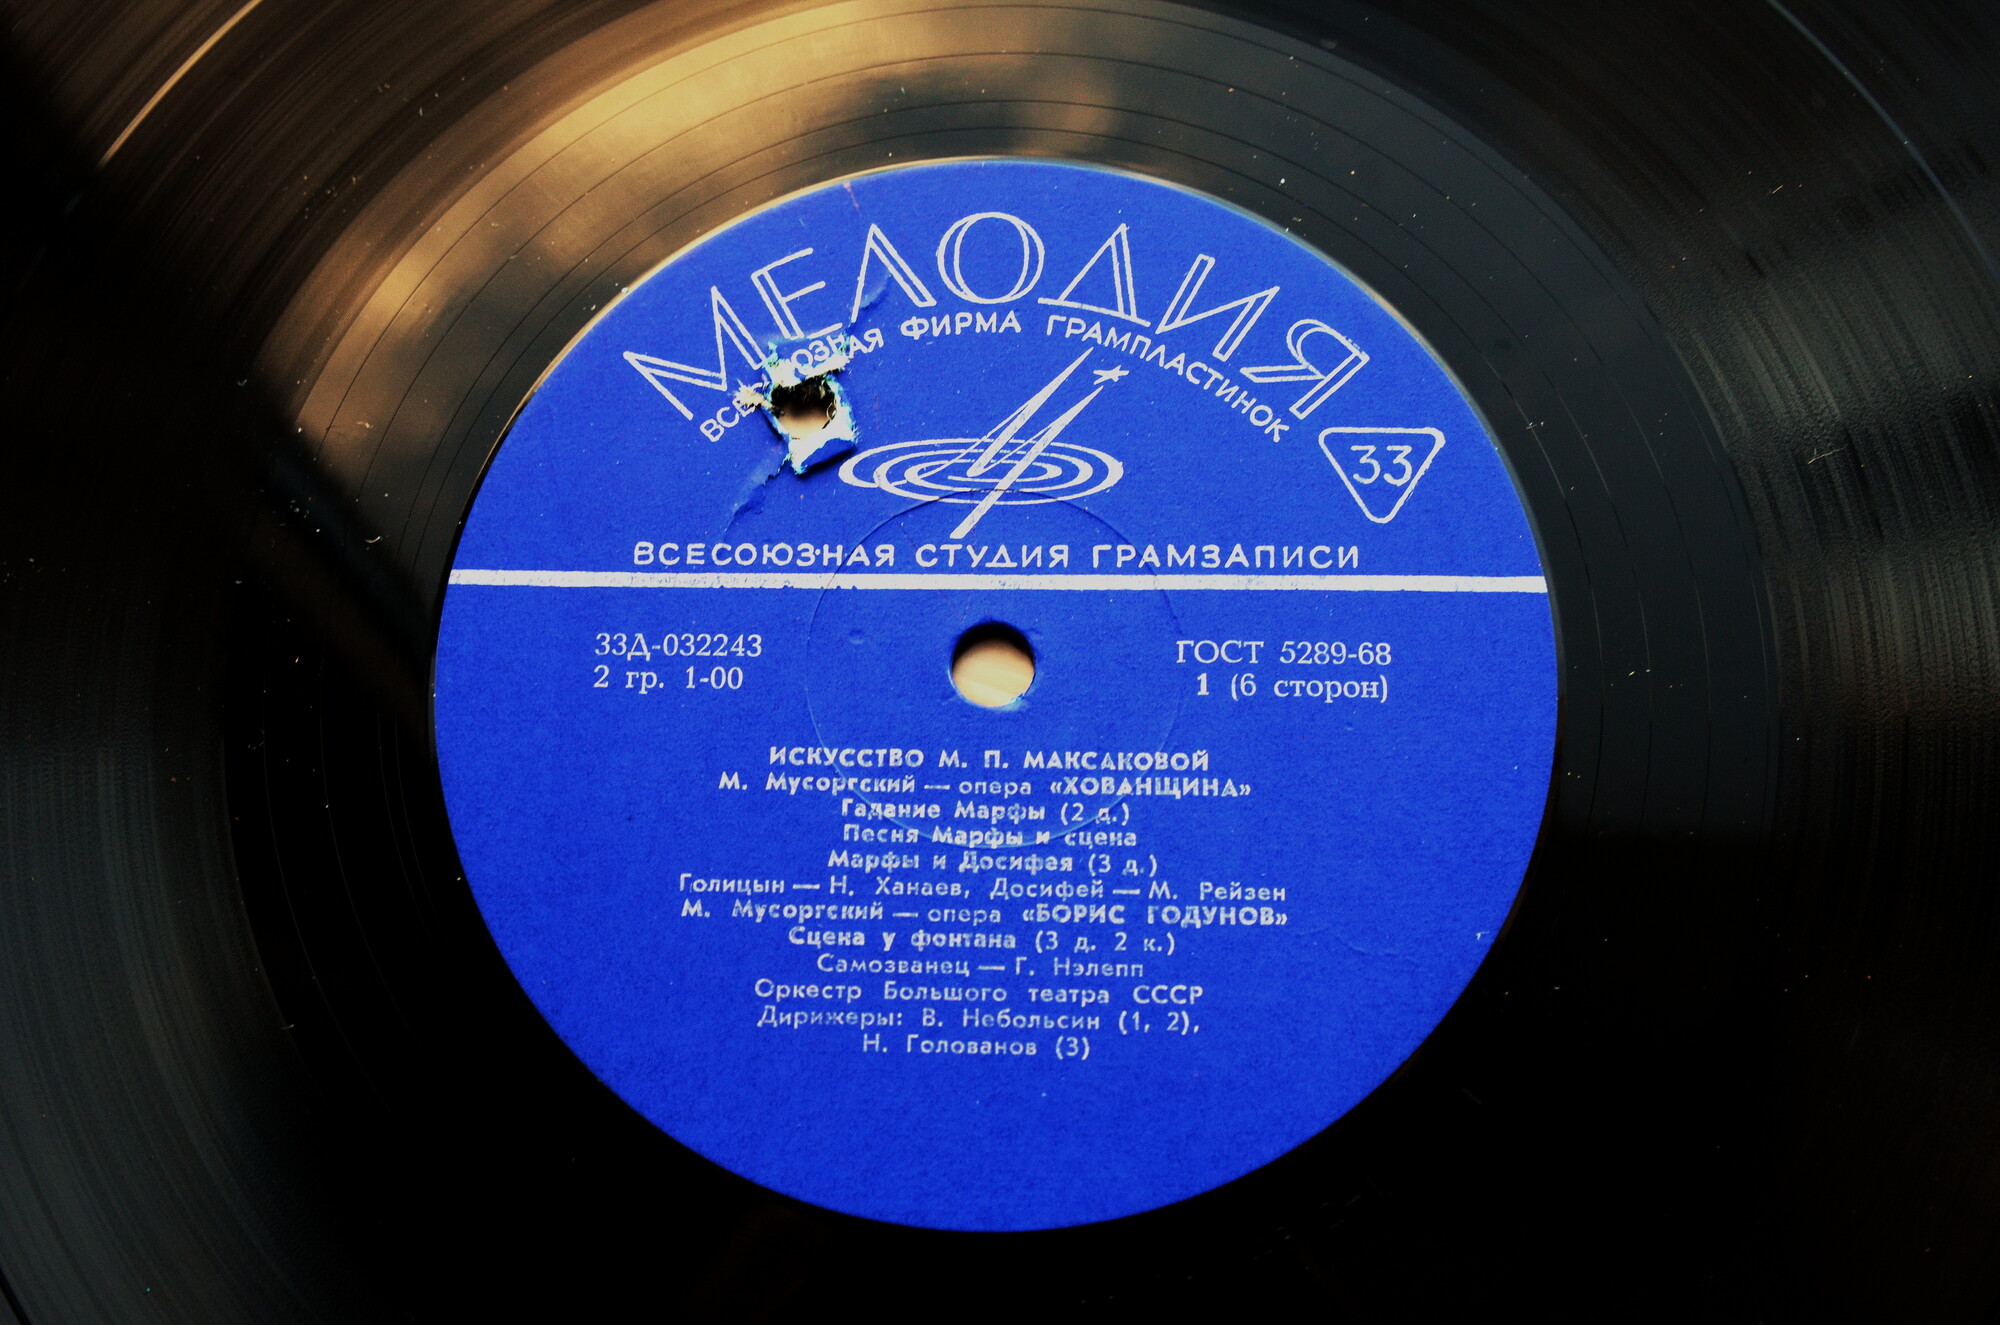 МЕЛОДИЯ
ВСЕСОЮЗНАЯ ФИРМА ГРАМПЛАСТИНОК
33
ВСЕСОЮЗНАЯ СТУДИЯ ГРАМЗАПИСИ
33Д-032243
2 гр. 1-00
ГОСТ 5289-68
1 (6 сторон)
ИСКУССТВО М. П. МАКСАКОВОЙ
М. Мусоргский — опера «ХОВАНЩИНА»
Гадание Марфы (2 д.)
Песня Марфы и сцена
Марфы и Досифея (3 д.)
Голицын — Н. Ханаев, Досифей — М. Рейзен
М. Мусоргский — опера «БОРИС ГОДУНОВ»
Сцена у фонтана (3 д. 2 к.)
Самозванец — Г. Нэлепп
Оркестр Большого театра СССР
Дирижеры: В. Небольсин (1, 2),
Н. Голованов (3)